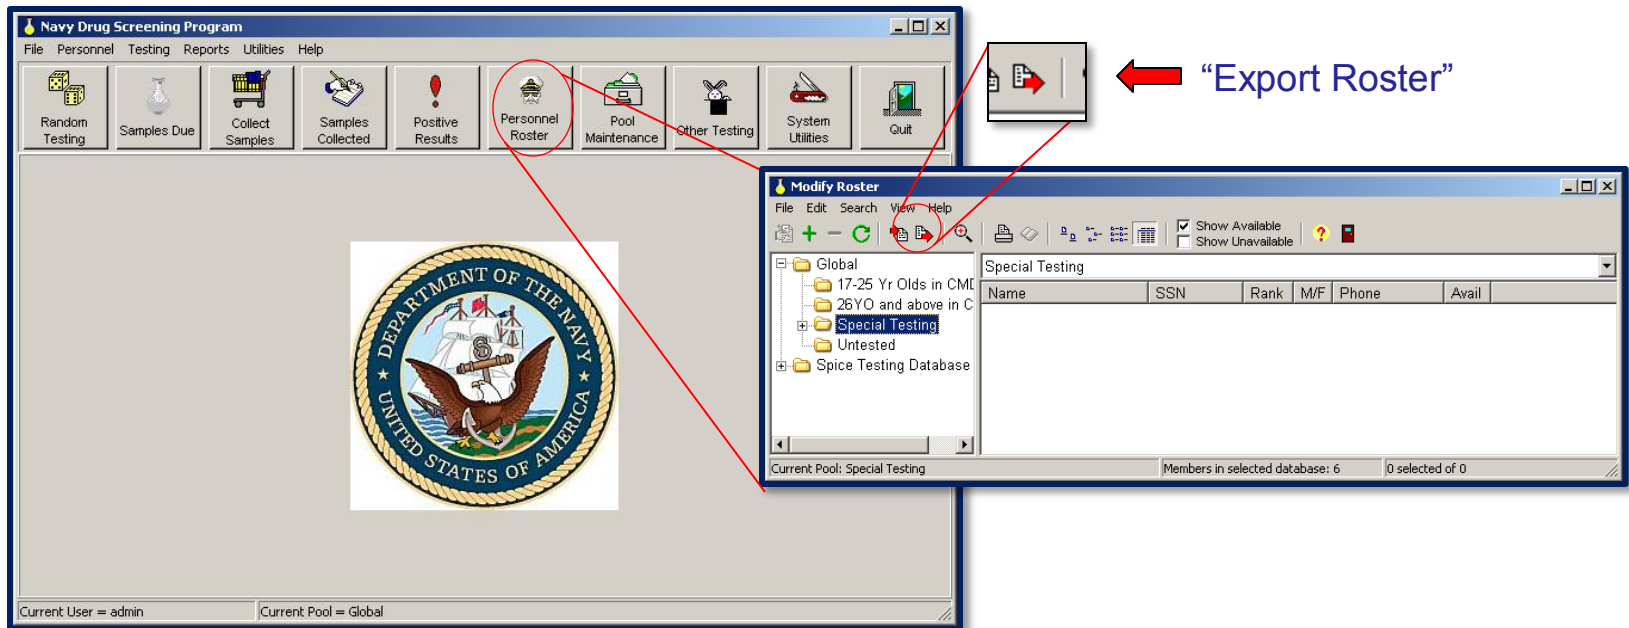 Navy Drug Screening Program
File Personnel Testing Reports Utilities Help
Random Testing
Samples Due
Collect Samples
Samples Collected
Positive Results
Personnel Roster
Pool Maintenance
Other Testing
System Utilities
Quit
DEPARTMENT OF THE NAVY
UNITED STATES OF AMERICA
Current User = admin
Current Pool = Global
“Export Roster”
Modify Roster
File Edit Search View Help
Show Available
Show Unavailable
Global
17-25 Yr Olds in CMD
26YO and above in C
Special Testing
Untested
Spice Testing Database
Special Testing
Name SSN Rank M/F Phone Avail
Current Pool: Special Testing
Members in selected database: 6
0 selected of 0